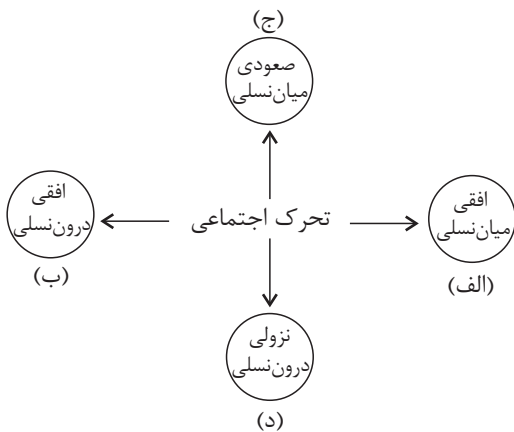 (ج)
صعودی
میان‌نسلی
افقی
میان‌نسلی
(الف)
تحرک اجتماعی
افقی
درون‌نسلی
(ب)
نزولی
درون‌نسلی
(د)